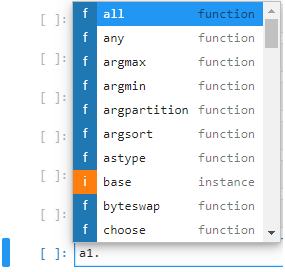 [ ]: f all function
[ ]: f any function
f argmax function
[ ]: f argmin function
[ ]: f argpartition function
f argsort function
[ ]: f astype function
[ ]: i base instance
f byteswap function
[ ]: f choose function
[ ]: a1.